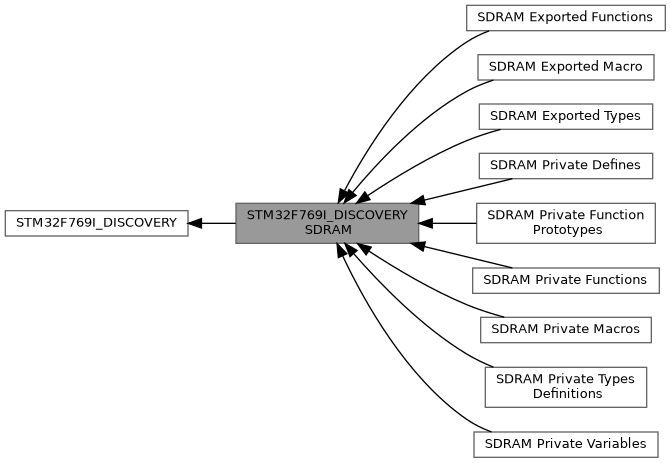 SDRAM Exported Functions
SDRAM Exported Macro
SDRAM Exported Types
SDRAM Private Defines
STM32F769I_DISCOVERY
STM32F769I_DISCOVERY
SDRAM
SDRAM Private Function
Prototypes
SDRAM Private Functions
SDRAM Private Macros
SDRAM Private Types
Definitions
SDRAM Private Variables